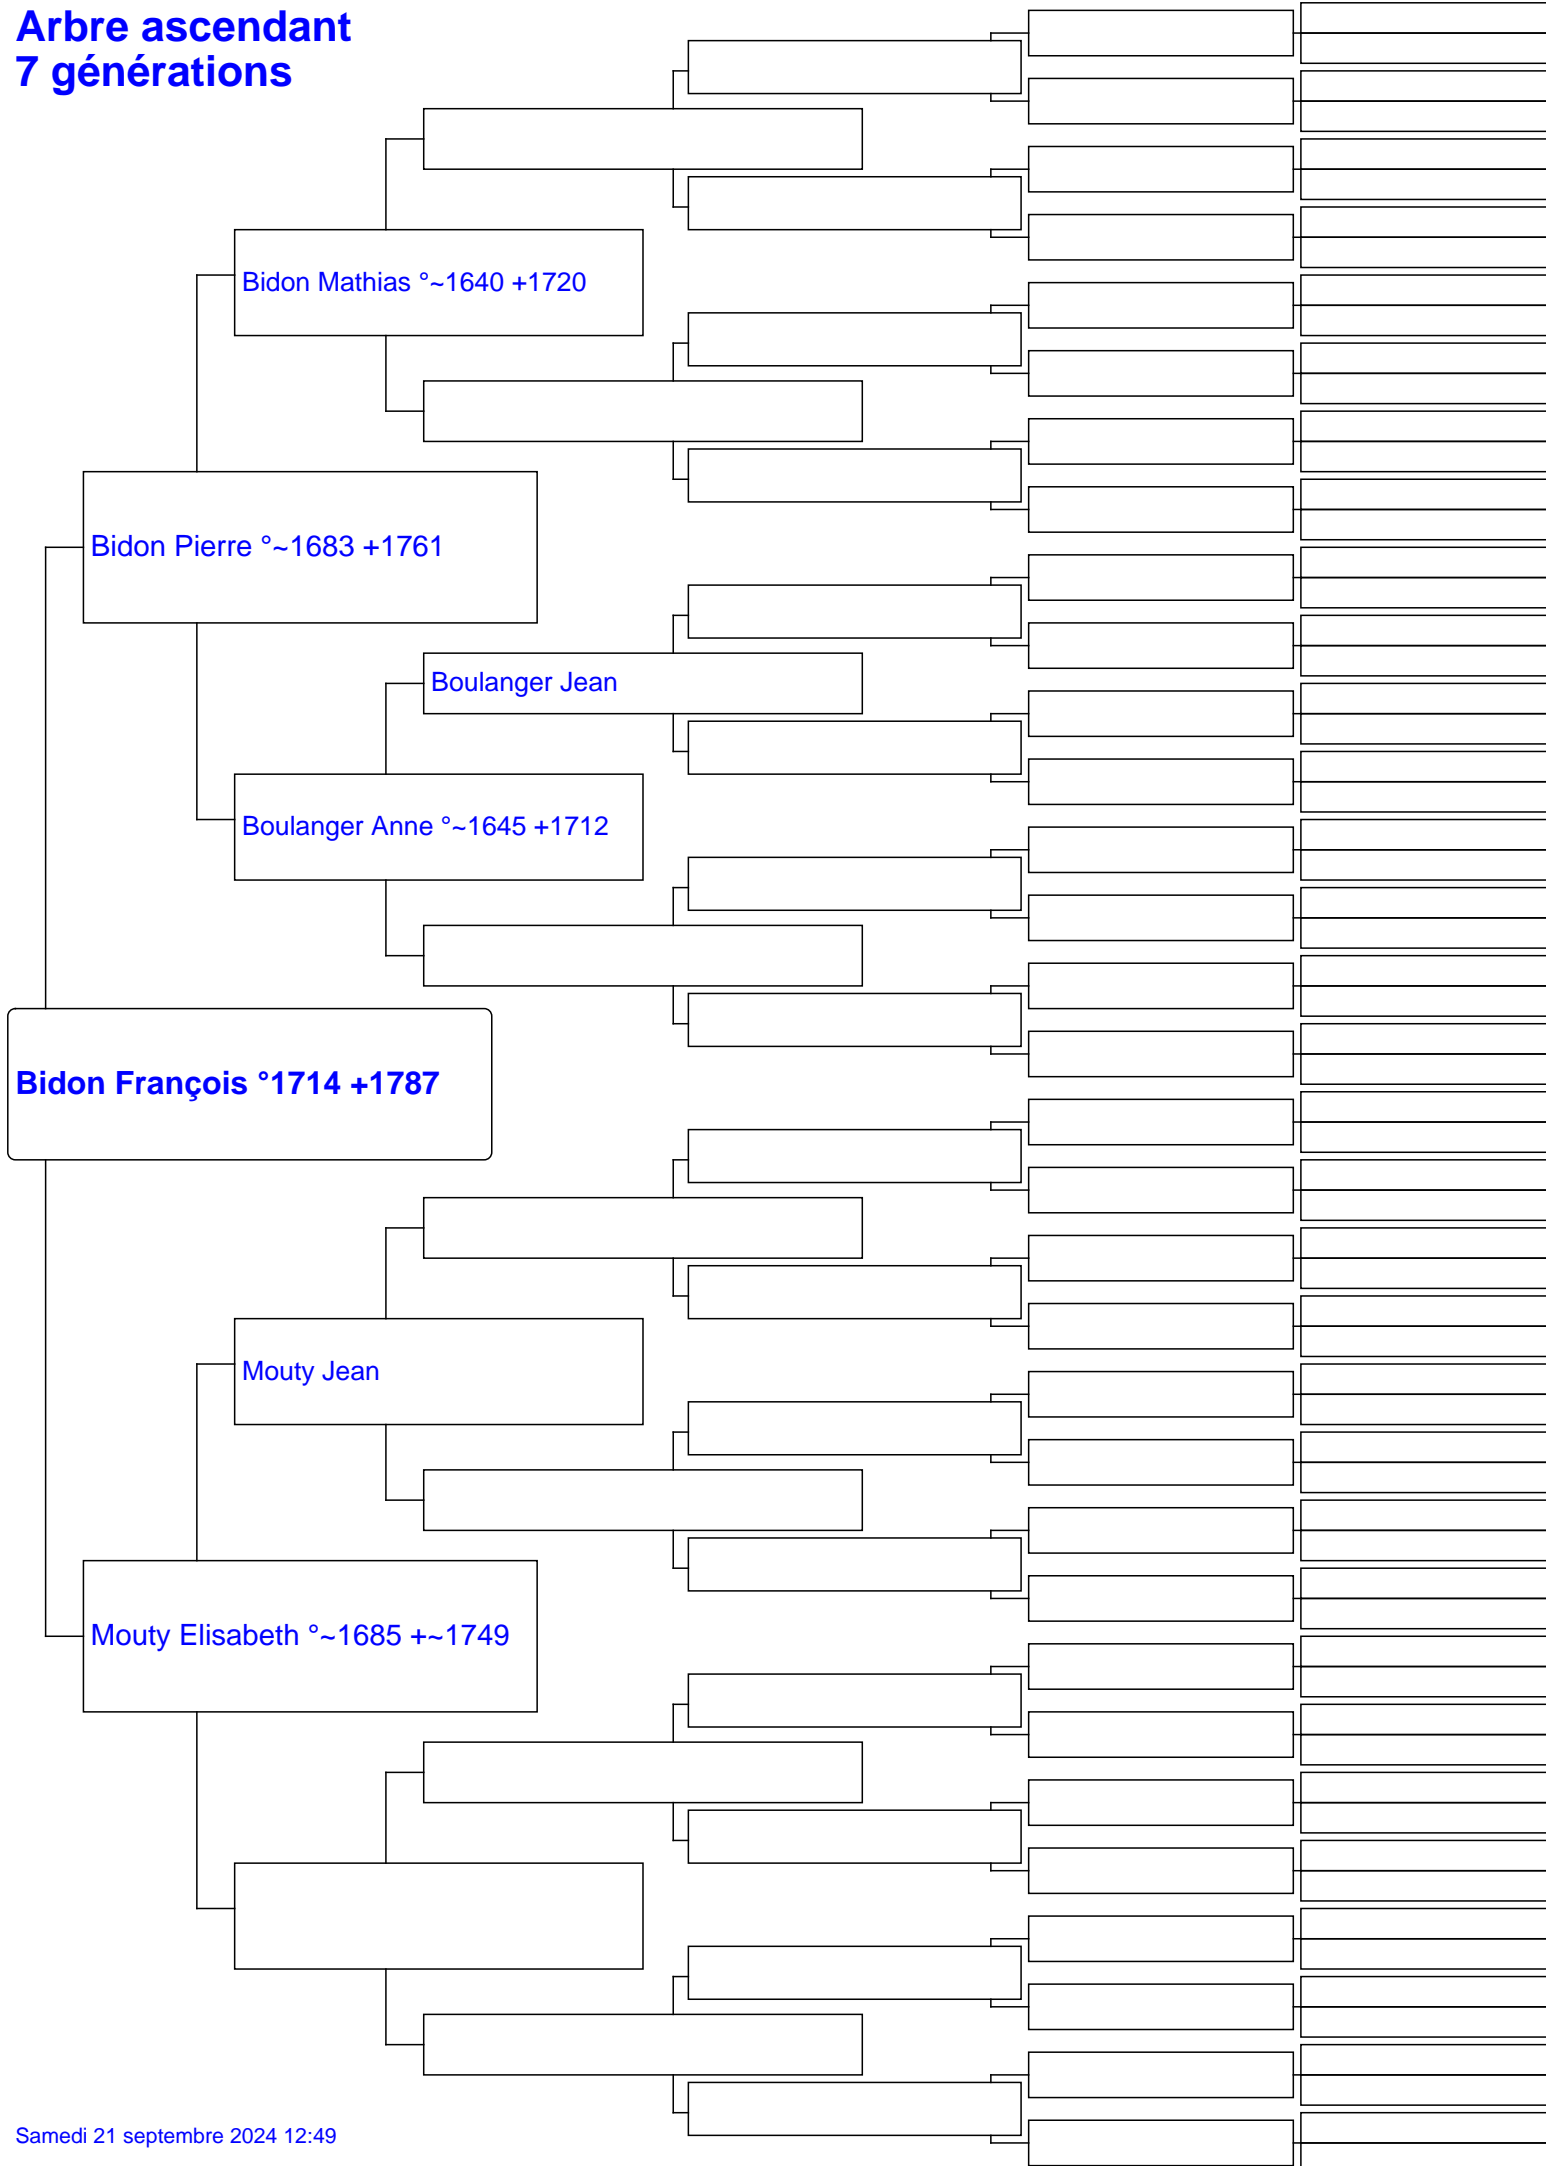 Arbre ascendant
7 générations
Bidon Mathias °~1640 +1720
Bidon Pierre °~1683 +1761
Boulanger Jean
Boulanger Anne °~1645 +1712
Bidon François °1714 +1787
Mouty Jean
Mouty Elisabeth °~1685 +~1749
Samedi 21 septembre 2024 12:49